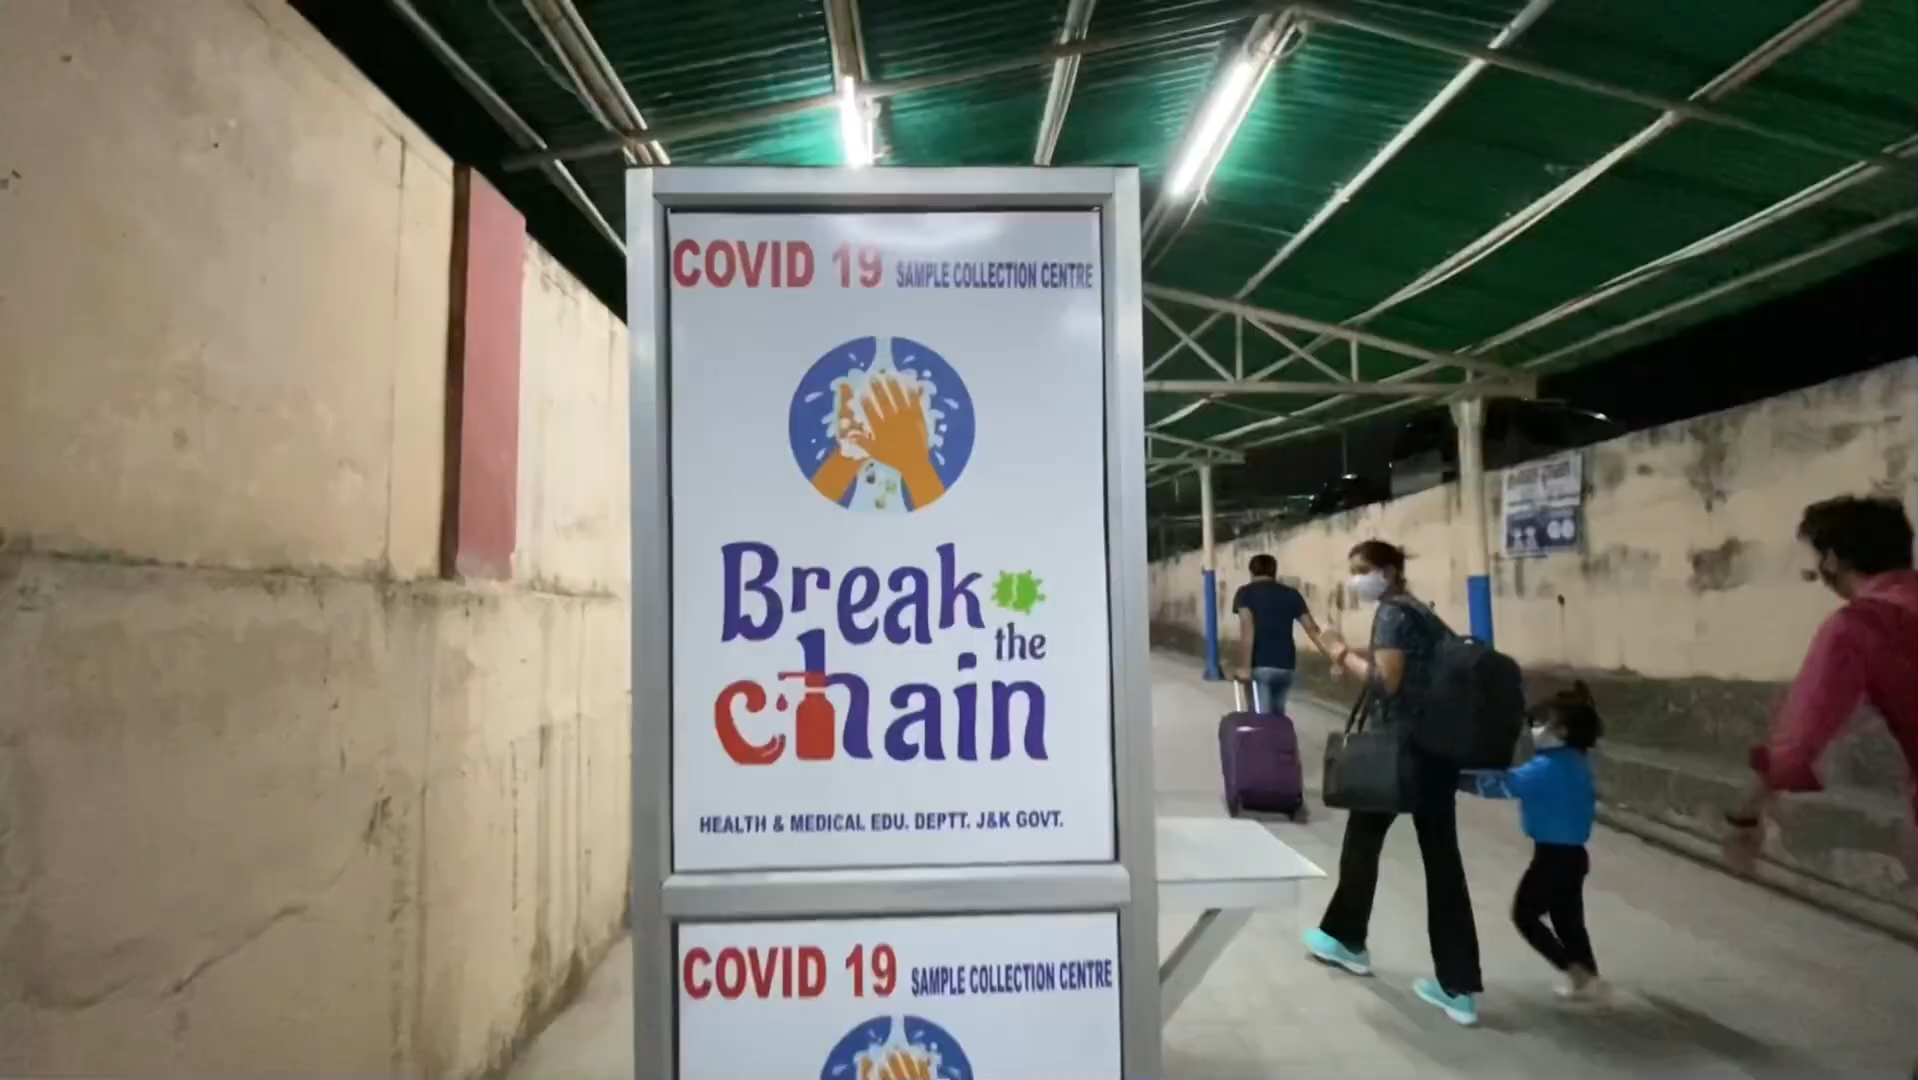 COVID 19 SAMPLE COLLECTION CENTRE
Break
the
chain
HEALTH & MEDICAL EDU. DEPTT. J&K GOVT.
COVID 19 SAMPLE COLLECTION CENTRE